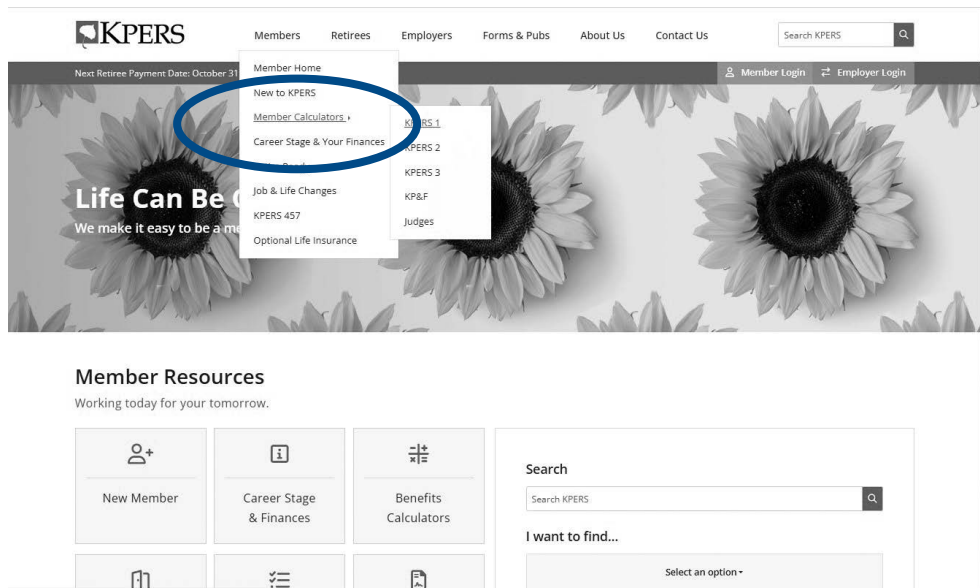 KPERS
Members Retirees Employers Forms & Pubs About Us Contact Us
Search KPERS
Next Retiree Payment Date: October 31
Member Login Employer Login
Member Home
New to KPERS
Member Calculators
Career Stage & Your Finances
Job & Life Changes
KPERS 457
Optional Life Insurance
KPERS 1
KPERS 2
KPERS 3
KP&F
Judges
Life Can Be
We make it easy to be a
Member Resources
Working today for your tomorrow.
New Member
Career Stage
& Finances
Benefits
Calculators
Search
Search KPERS
I want to find...
Select an option